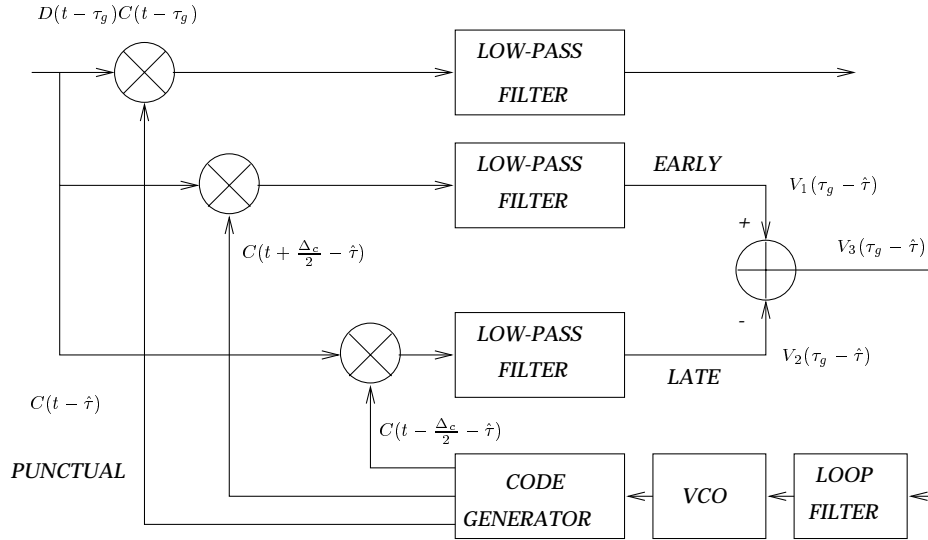 D(t − τ_g)C(t − τ_g)
LOW-PASS
FILTER
LOW-PASS
FILTER
EARLY
V_1(τ_g − τ̂)
+
C(t + Δ_c/2 − τ̂)
V_3(τ_g − τ̂)
-
LOW-PASS
FILTER
LATE
V_2(τ_g − τ̂)
C(t − τ̂)
C(t − Δ_c/2 − τ̂)
PUNCTUAL
CODE
GENERATOR
VCO
LOOP
FILTER